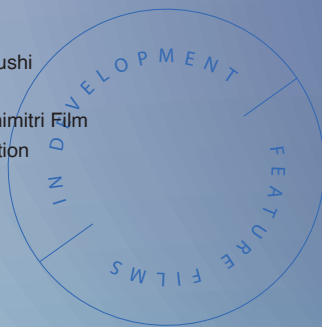 ushi
imitri Film
tion
IN DEVELOPMENT
FEATURE FILMS